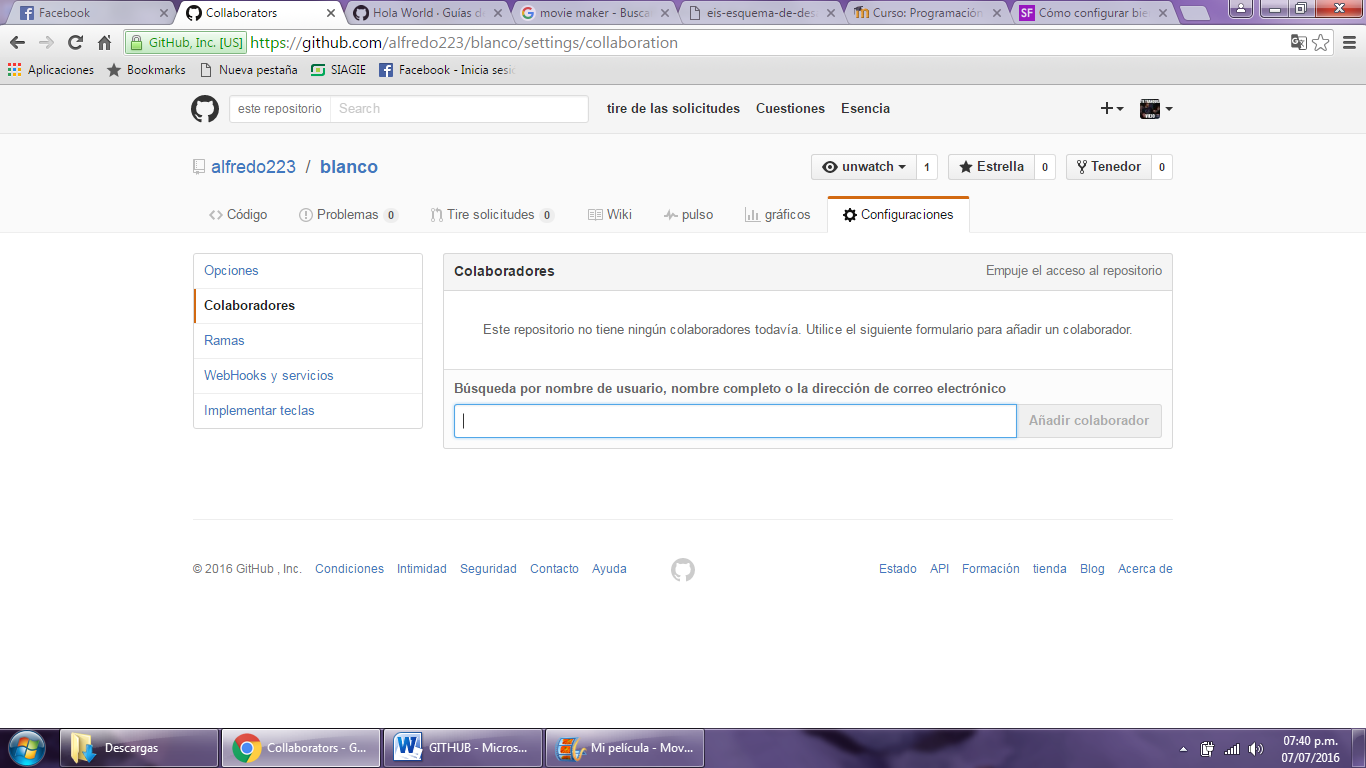 Facebook
Collaborators
Hola World · Guías d
movie maker - Busca
eis-esquema-de-des
Curso: Programación
Cómo configurar bie
GitHub, Inc. [US] https://github.com/alfredo223/blanco/settings/collaboration
Aplicaciones Bookmarks Nueva pestaña SIAGIE Facebook - Inicia sesi
este repositorio Search tire de las solicitudes Cuestiones Esencia
alfredo223 / blanco unwatch 1 Estrella 0 Tenedor 0
Código Problemas 0 Tire solicitudes 0 Wiki pulso gráficos Configuraciones
Opciones
Colaboradores
Ramas
WebHooks y servicios
Implementar teclas
Colaboradores Empuje el acceso al repositorio
Este repositorio no tiene ningún colaboradores todavía. Utilice el siguiente formulario para añadir un colaborador.
Búsqueda por nombre de usuario, nombre completo o la dirección de correo electrónico
Añadir colaborador
© 2016 GitHub , Inc. Condiciones Intimidad Seguridad Contacto Ayuda Estado API Formación tienda Blog Acerca de
Descargas Collaborators - G... GITHUB - Micros... Mi película - Mov... 07:40 p.m.
07/07/2016